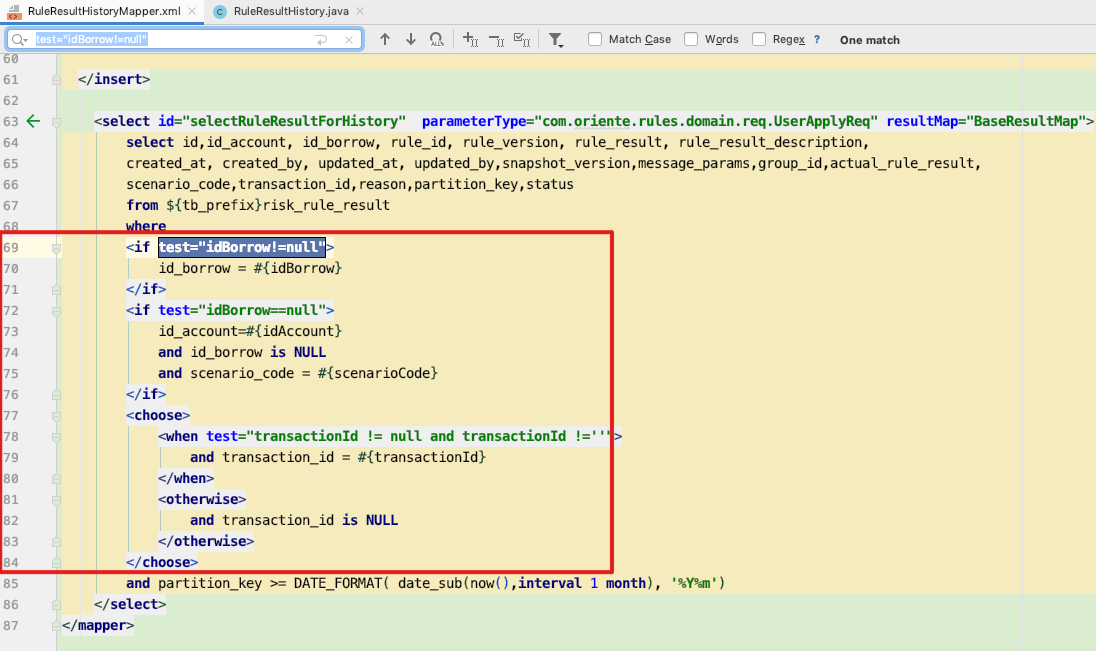 RuleResultHistoryMapper.xml
RuleResultHistory.java
test="idBorrow!=null"
Match Case
Words
Regex
?
One match
60
61 </insert>
62
63 <select id="selectRuleResultForHistory"  parameterType="com.oriente.rules.domain.req.UserApplyReq" resultMap="BaseResultMap">
64 select id,id_account, id_borrow, rule_id, rule_version, rule_result, rule_result_description,
65 created_at, created_by, updated_at, updated_by,snapshot_version,message_params,group_id,actual_rule_result,
66 scenario_code,transaction_id,reason,partition_key,status
67 from ${tb_prefix}risk_rule_result
68 where
69 <if test="idBorrow!=null">
70 id_borrow = #{idBorrow}
71 </if>
72 <if test="idBorrow==null">
73 id_account=#{idAccount}
74 and id_borrow is NULL
75 and scenario_code = #{scenarioCode}
76 </if>
77 <choose>
78 <when test="transactionId != null and transactionId !=''">
79 and transaction_id = #{transactionId}
80 </when>
81 <otherwise>
82 and transaction_id is NULL
83 </otherwise>
84 </choose>
85 and partition_key >= DATE_FORMAT( date_sub(now(),interval 1 month), '%Y%m')
86 </select>
87 </mapper>